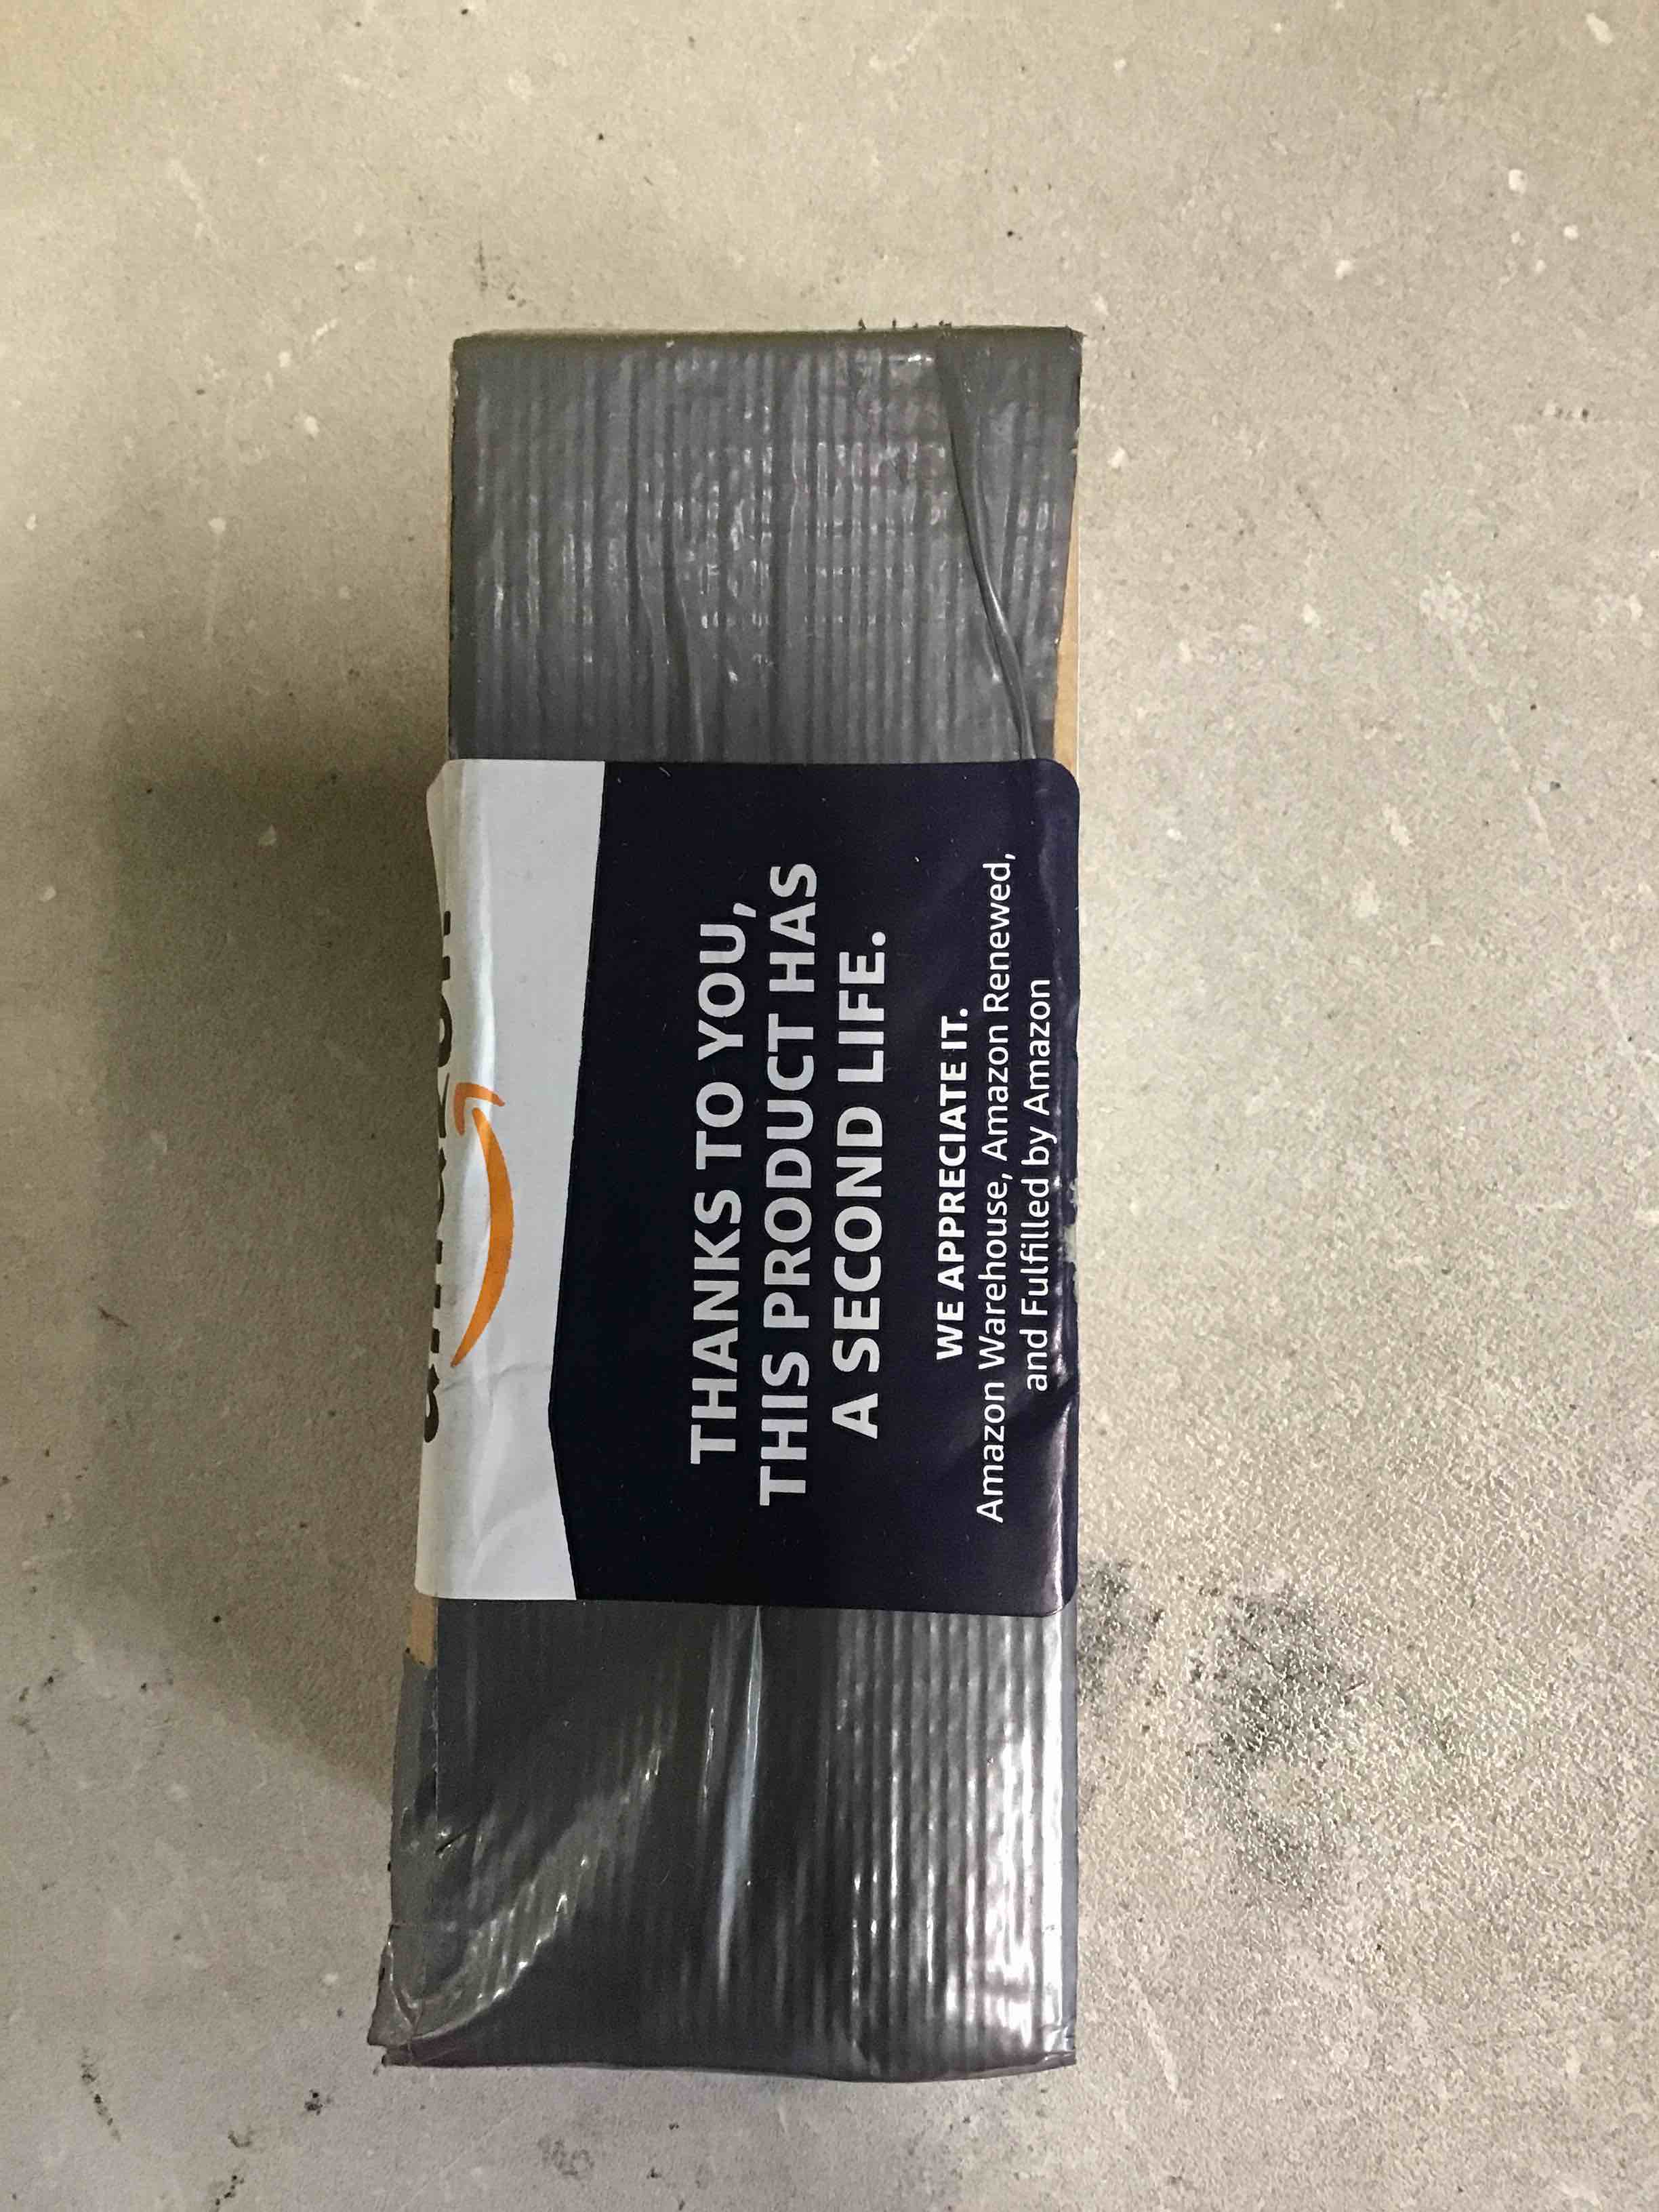 THANKS TO YOU,
THIS PRODUCT HAS
A SECOND LIFE.
WE APPRECIATE IT.
Amazon Warehouse, Amazon Renewed,
and Fulfilled by Amazon